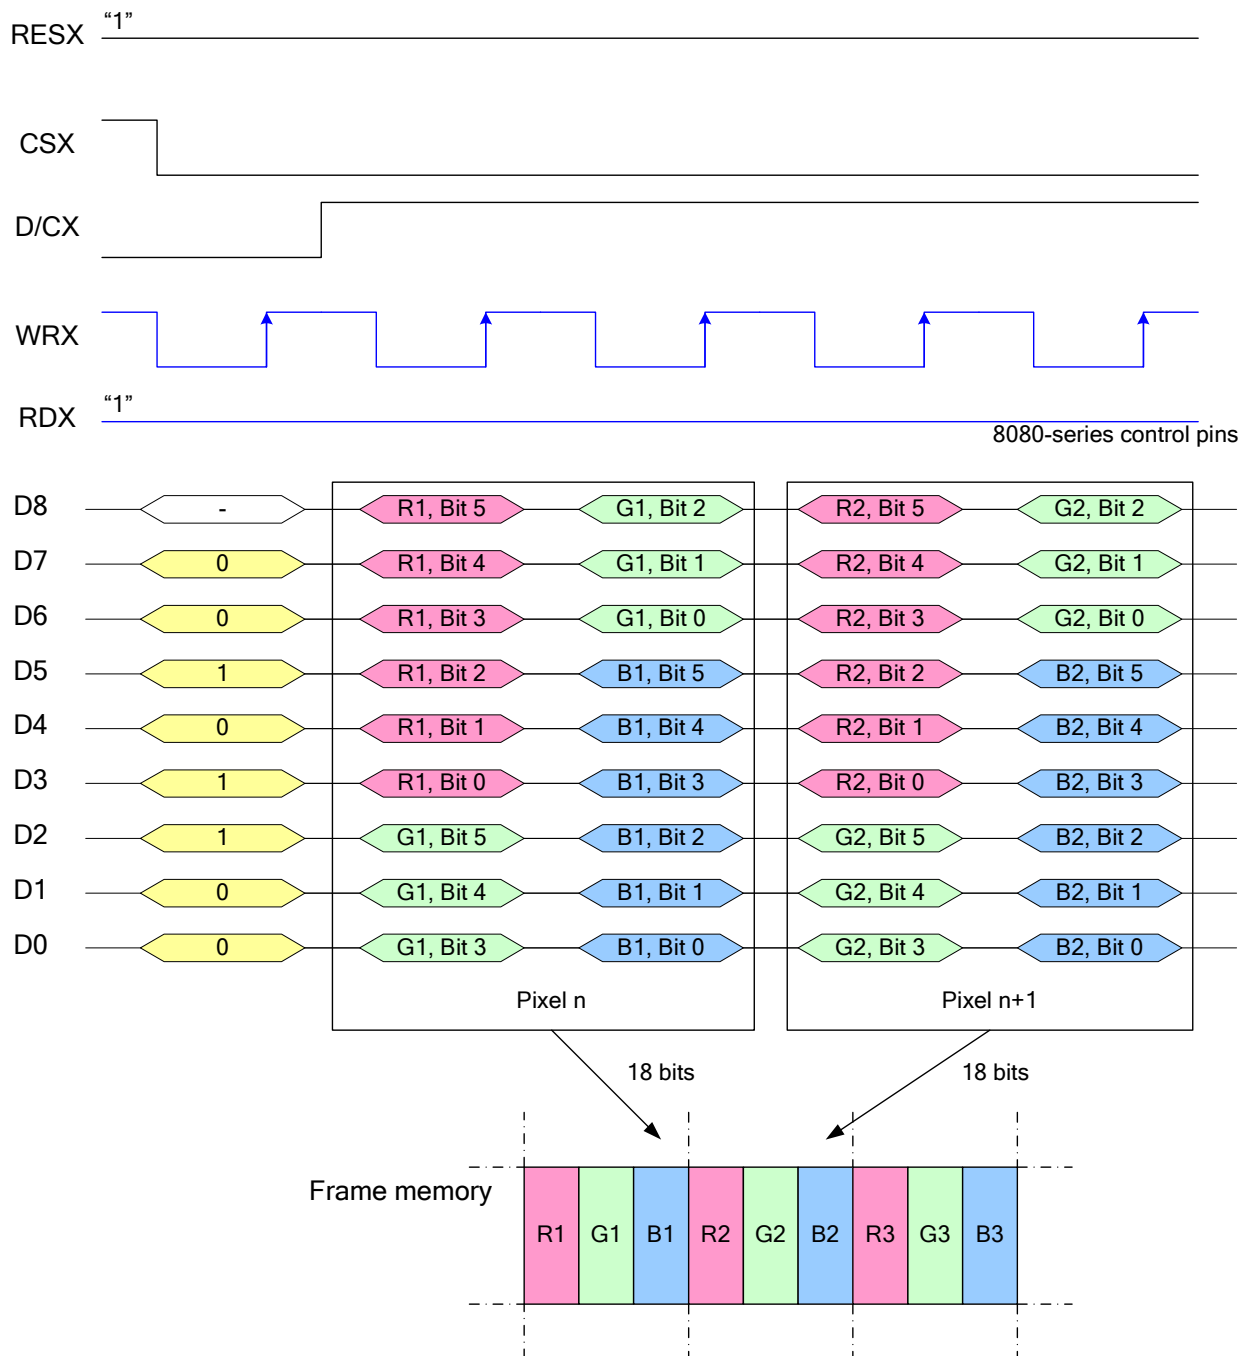 RESX “1”
CSX
D/CX
WRX
RDX “1”
8080-series control pins
D8 - R1, Bit 5 G1, Bit 2 R2, Bit 5 G2, Bit 2
D7 0 R1, Bit 4 G1, Bit 1 R2, Bit 4 G2, Bit 1
D6 0 R1, Bit 3 G1, Bit 0 R2, Bit 3 G2, Bit 0
D5 1 R1, Bit 2 B1, Bit 5 R2, Bit 2 B2, Bit 5
D4 0 R1, Bit 1 B1, Bit 4 R2, Bit 1 B2, Bit 4
D3 1 R1, Bit 0 B1, Bit 3 R2, Bit 0 B2, Bit 3
D2 1 G1, Bit 5 B1, Bit 2 G2, Bit 5 B2, Bit 2
D1 0 G1, Bit 4 B1, Bit 1 G2, Bit 4 B2, Bit 1
D0 0 G1, Bit 3 B1, Bit 0 G2, Bit 3 B2, Bit 0
Pixel n Pixel n+1
18 bits 18 bits
Frame memory
R1 G1 B1 R2 G2 B2 R3 G3 B3